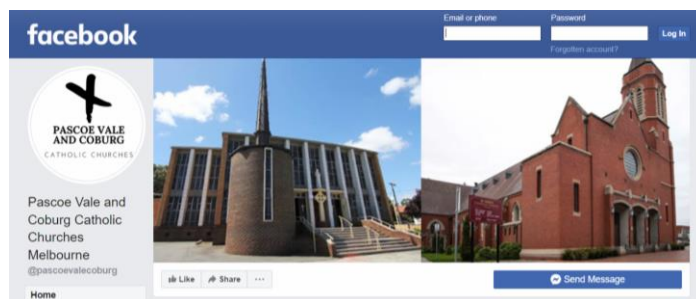 facebook
Email or phone
Password
Log In
Forgotten account?
PASCOE VALE
AND COBURG
CATHOLIC CHURCHES
Pascoe Vale and
Coburg Catholic
Churches
Melbourne
@pascoevalecoburg
Like
Share
Send Message
Home